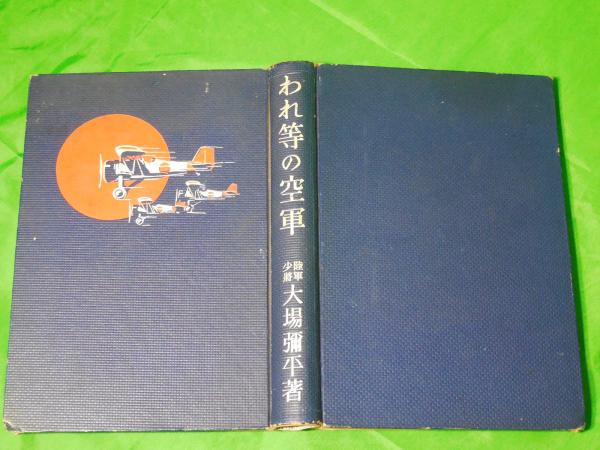 われ等の空軍
陸軍
少將
大場彌平著